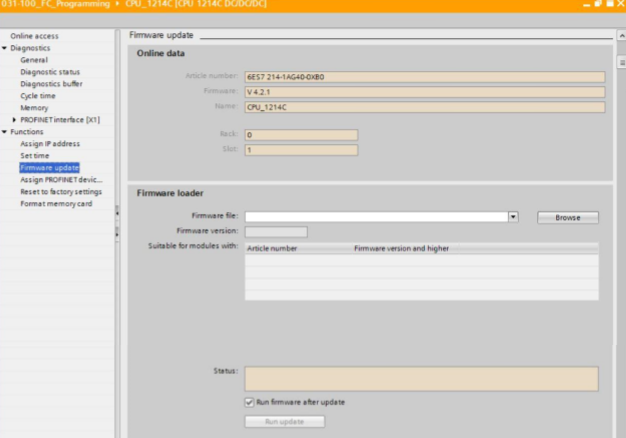 031-100_FC_Programming ▸ CPU_1214C [CPU 1214C DC/DC/DC]
Online access
Diagnostics
General
Diagnostic status
Diagnostics buffer
Cycle time
Memory
PROFINET interface [X1]
Functions
Assign IP address
Set time
Firmware update
Assign PROFINET devic...
Reset to factory settings
Format memory card
Firmware update
Online data
Article number: 6ES7 214-1AG40-0XB0
Firmware: V 4.2.1
Name: CPU_1214C
Rack: 0
Slot: 1
Firmware loader
Firmware file: Browse
Firmware version:
Suitable for modules with: Article number Firmware version and higher
Status:
Run firmware after update
Run update